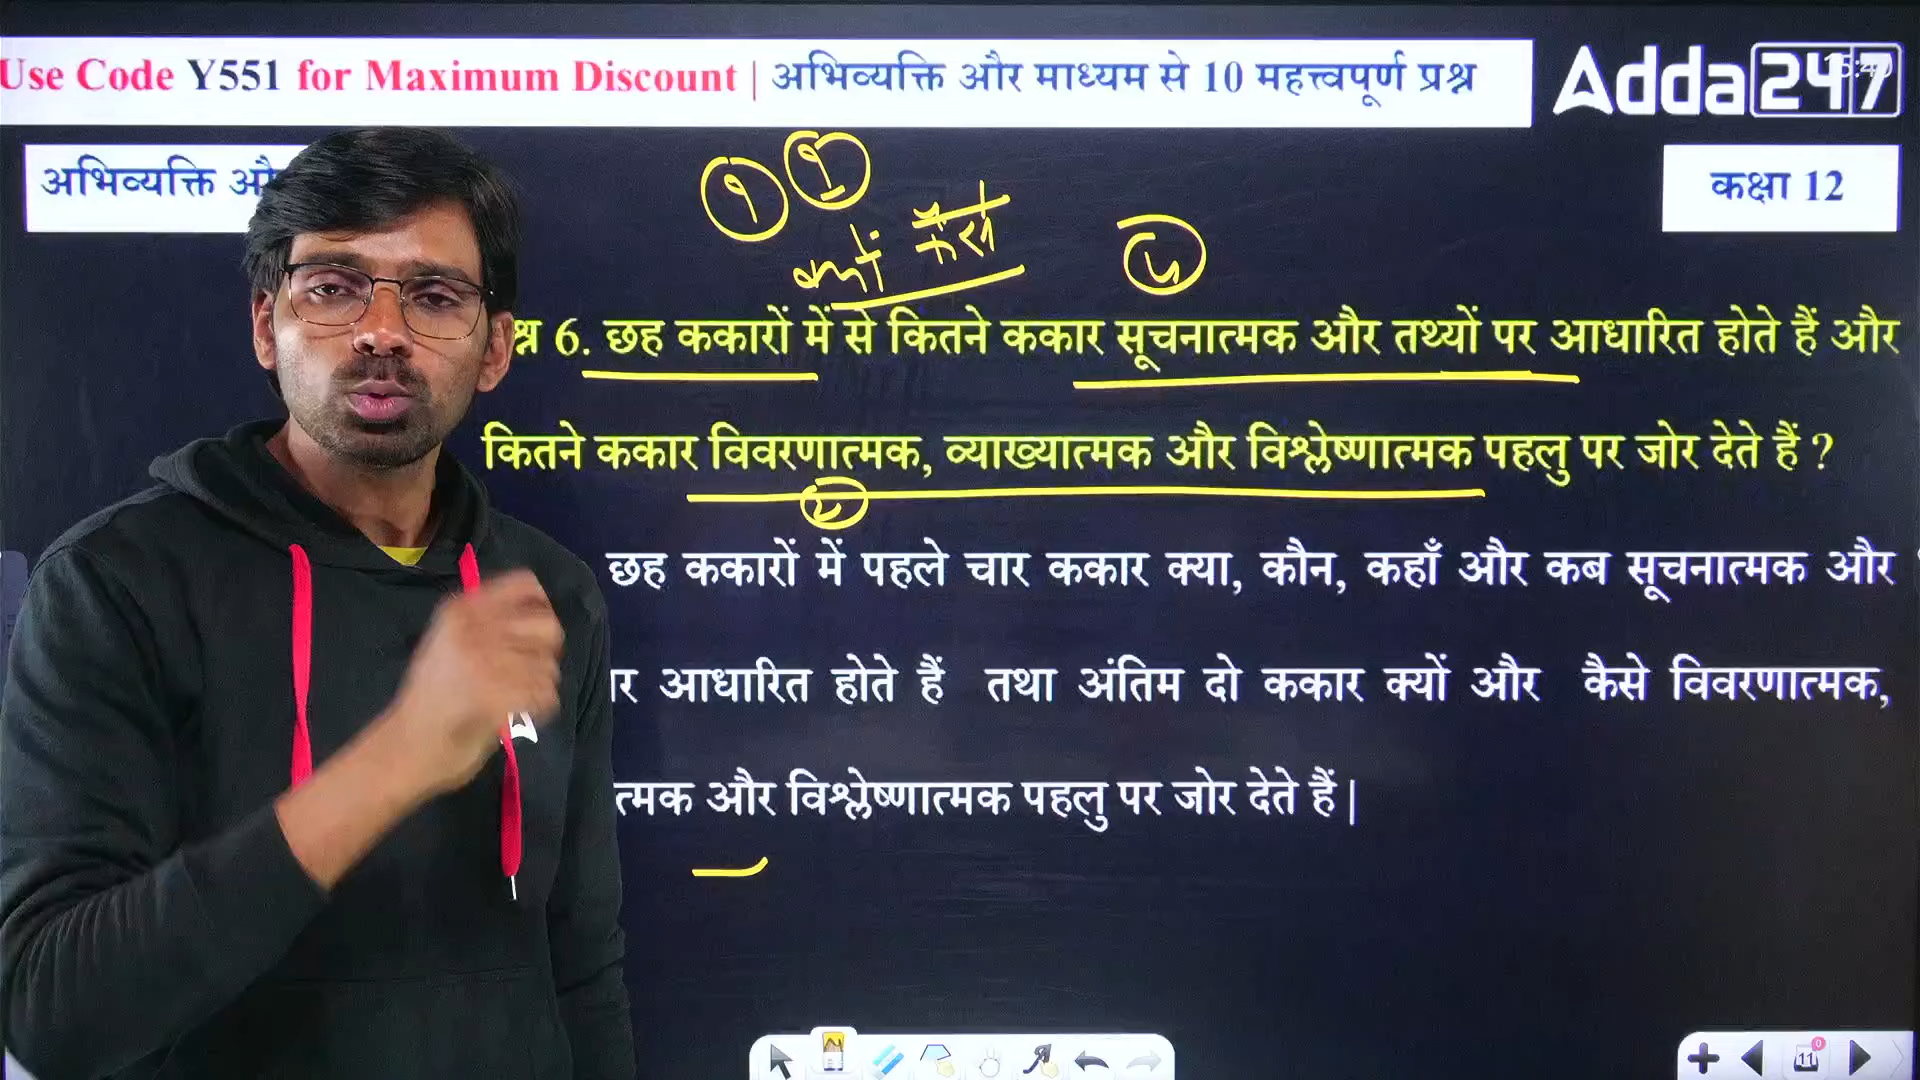 Use Code Y551 for Maximum Discount | अभिव्यक्ति और माध्यम से 10 महत्त्वपूर्ण प्रश्न
Adda247
अभिव्यक्ति औ
कक्षा 12
श्न 6. छह ककारों में से कितने ककार सूचनात्मक और तथ्यों पर आधारित होते हैं और
कितने ककार विवरणात्मक, व्याख्यात्मक और विश्लेष्णात्मक पहलु पर जोर देते हैं ?
छह ककारों में पहले चार ककार क्या, कौन, कहाँ और कब सूचनात्मक और
आधारित होते हैं तथा अंतिम दो ककार क्यों और कैसे विवरणात्मक,
त्मक और विश्लेष्णात्मक पहलु पर जोर देते हैं |
11